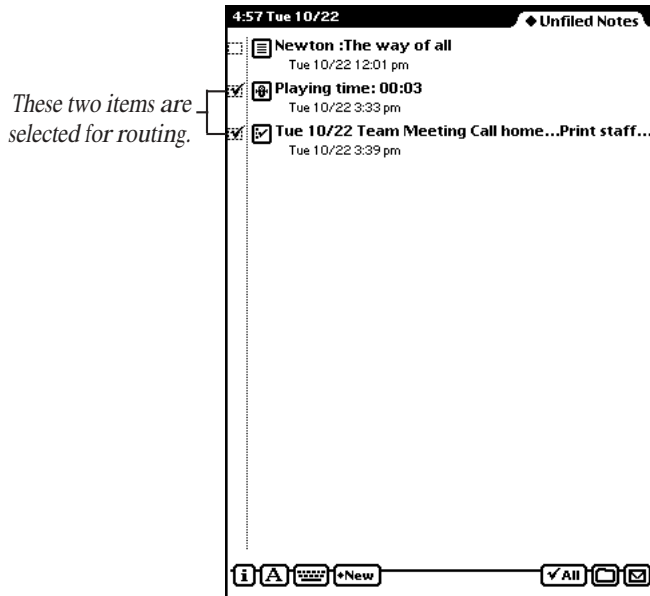 4:57 Tue 10/22
◆Unfiled Notes
Newton :The way of all
Tue 10/22 12:01 pm
Playing time: 00:03
Tue 10/22 3:33 pm
Tue 10/22 Team Meeting Call home…Print staff…
Tue 10/22 3:39 pm
These two items are
selected for routing.
i A ◆New ✓All